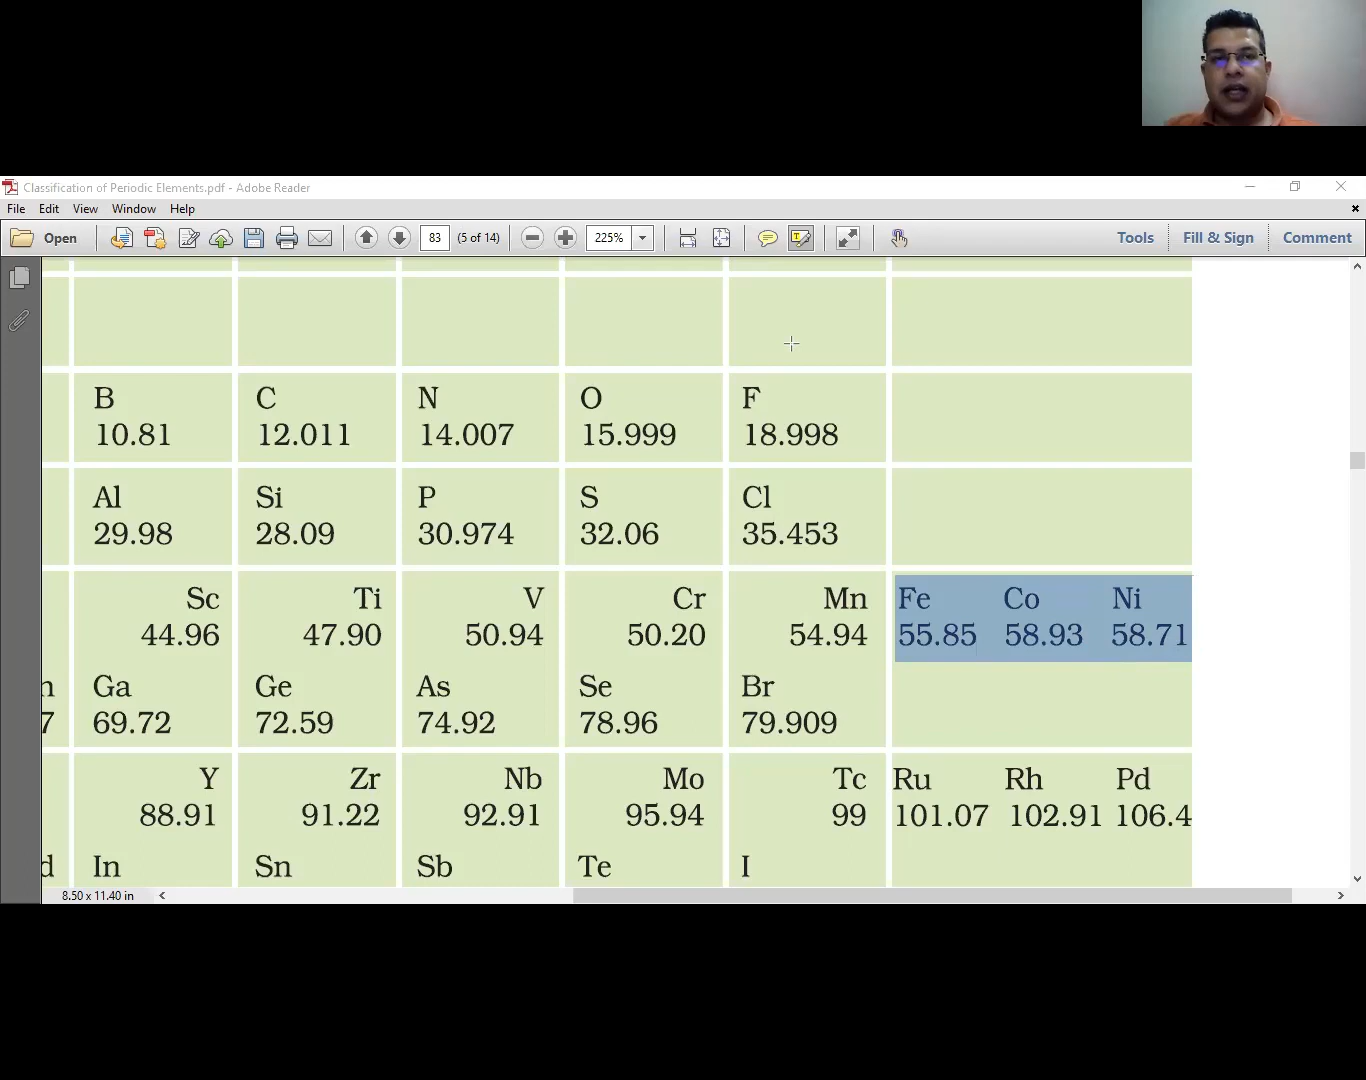 Classification of Periodic Elements.pdf - Adobe Reader
File Edit View Window Help
Open 83 (5 of 14) 225% Tools Fill & Sign Comment
B C N O F
10.81 12.011 14.007 15.999 18.998
Al Si P S Cl
29.98 28.09 30.974 32.06 35.453
Sc Ti V Cr Mn Fe Co Ni
44.96 47.90 50.94 50.20 54.94 55.85 58.93 58.71
n Ga Ge As Se Br
7 69.72 72.59 74.92 78.96 79.909
Y Zr Nb Mo Tc Ru Rh Pd
88.91 91.22 92.91 95.94 99 101.07 102.91 106.4
d In Sn Sb Te I
8.50 x 11.40 in